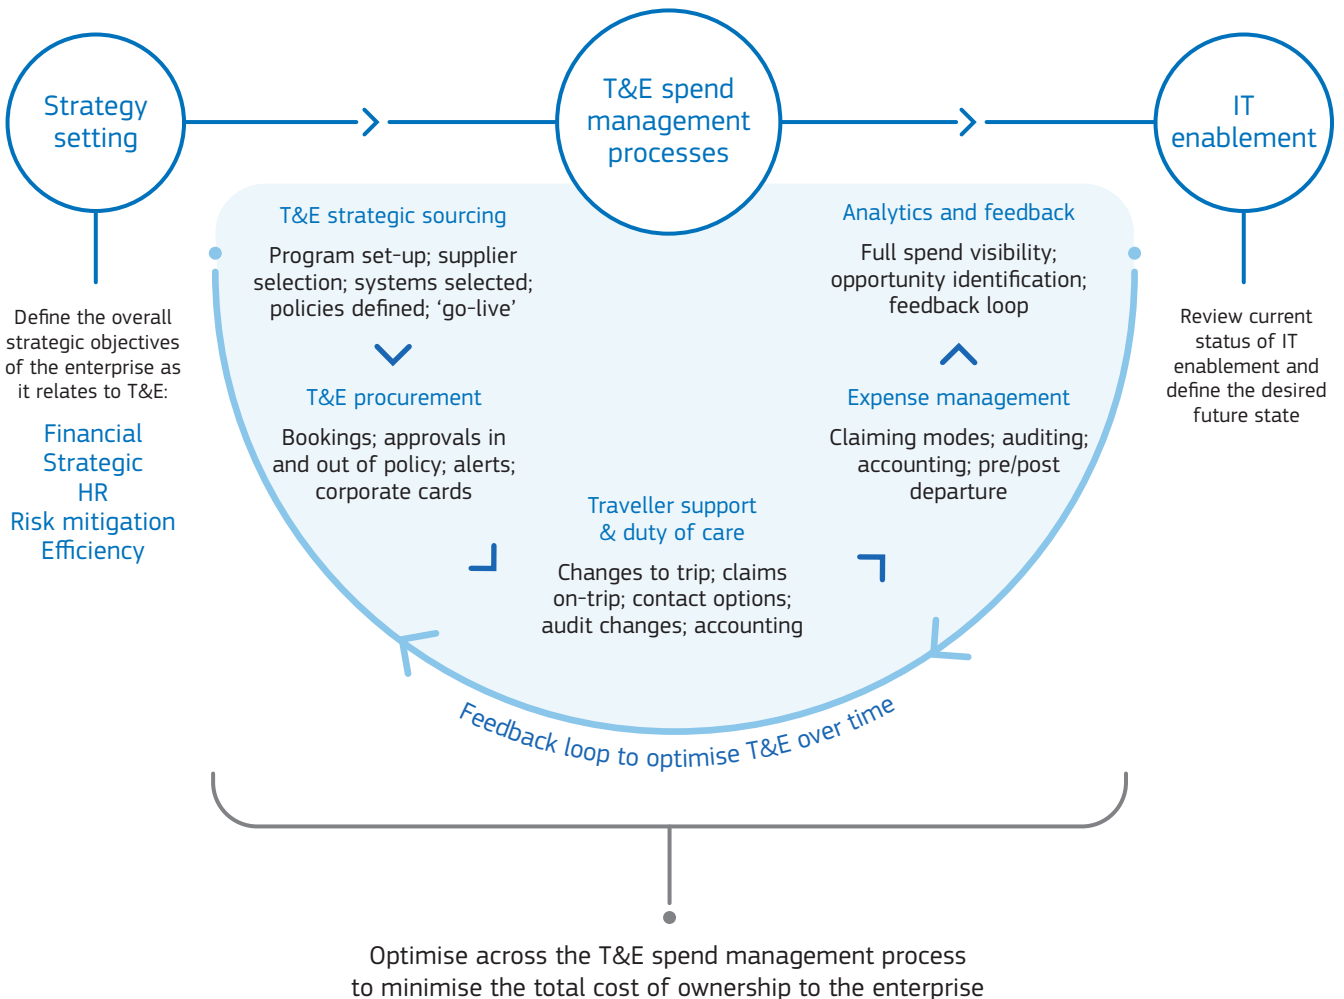 Strategy
setting
T&E spend
management
processes
IT
enablement
Define the overall
strategic objectives
of the enterprise as
it relates to T&E:
Financial
Strategic
HR
Risk mitigation
Efficiency
T&E strategic sourcing
Program set-up; supplier
selection; systems selected;
policies defined; ‘go-live’
T&E procurement
Bookings; approvals in
and out of policy; alerts;
corporate cards
Traveller support
& duty of care
Changes to trip; claims
on-trip; contact options;
audit changes; accounting
Expense management
Claiming modes; auditing;
accounting; pre/post
departure
Analytics and feedback
Full spend visibility;
opportunity identification;
feedback loop
Review current
status of IT
enablement and
define the desired
future state
Feedback loop to optimise T&E over time
Optimise across the T&E spend management process
to minimise the total cost of ownership to the enterprise